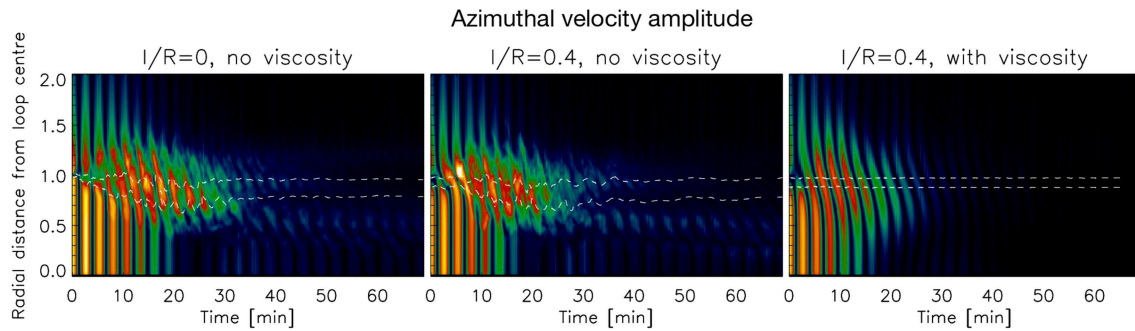 Azimuthal velocity amplitude
l/R=0, no viscosity
l/R=0.4, no viscosity
l/R=0.4, with viscosity
Radial distance from loop centre
2.0
1.5
1.0
0.5
0.0
0 10 20 30 40 50 60
0 10 20 30 40 50 60
0 10 20 30 40 50 60
Time [min]
Time [min]
Time [min]